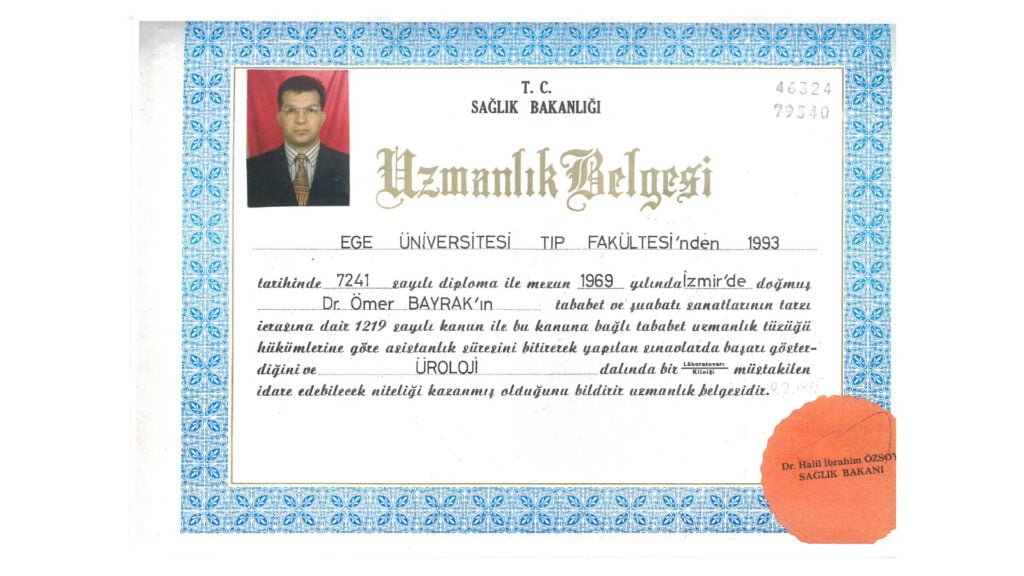 T. C.
SAĞLIK BAKANLIĞI
46324
79540
Uzmanlık Belgesi
EGE ÜNİVERSİTESİ TIP FAKÜLTESİ'nden 1993
tarihinde 7241 sayılı diploma ile mezun 1969 yılında İzmir'de doğmuş
Dr. Ömer BAYRAK'ın tababet ve şuabatı sanatlarının tarzı
icrasına dair 1219 sayılı kanun ile bu kanuna bağlı tababet uzmanlık tüzüğü
hükümlerine göre asistanlık süresini bitirerek yapılan sınavlarda başarı göster-
diğini ve ÜROLOJİ dalında bir Lâboratuvarı Kliniği müstakilen
idare edebilecek niteliği kazanmış olduğunu bildirir uzmanlık belgesidir.
Dr. Halil İbrahim ÖZSOY
SAĞLIK BAKANI